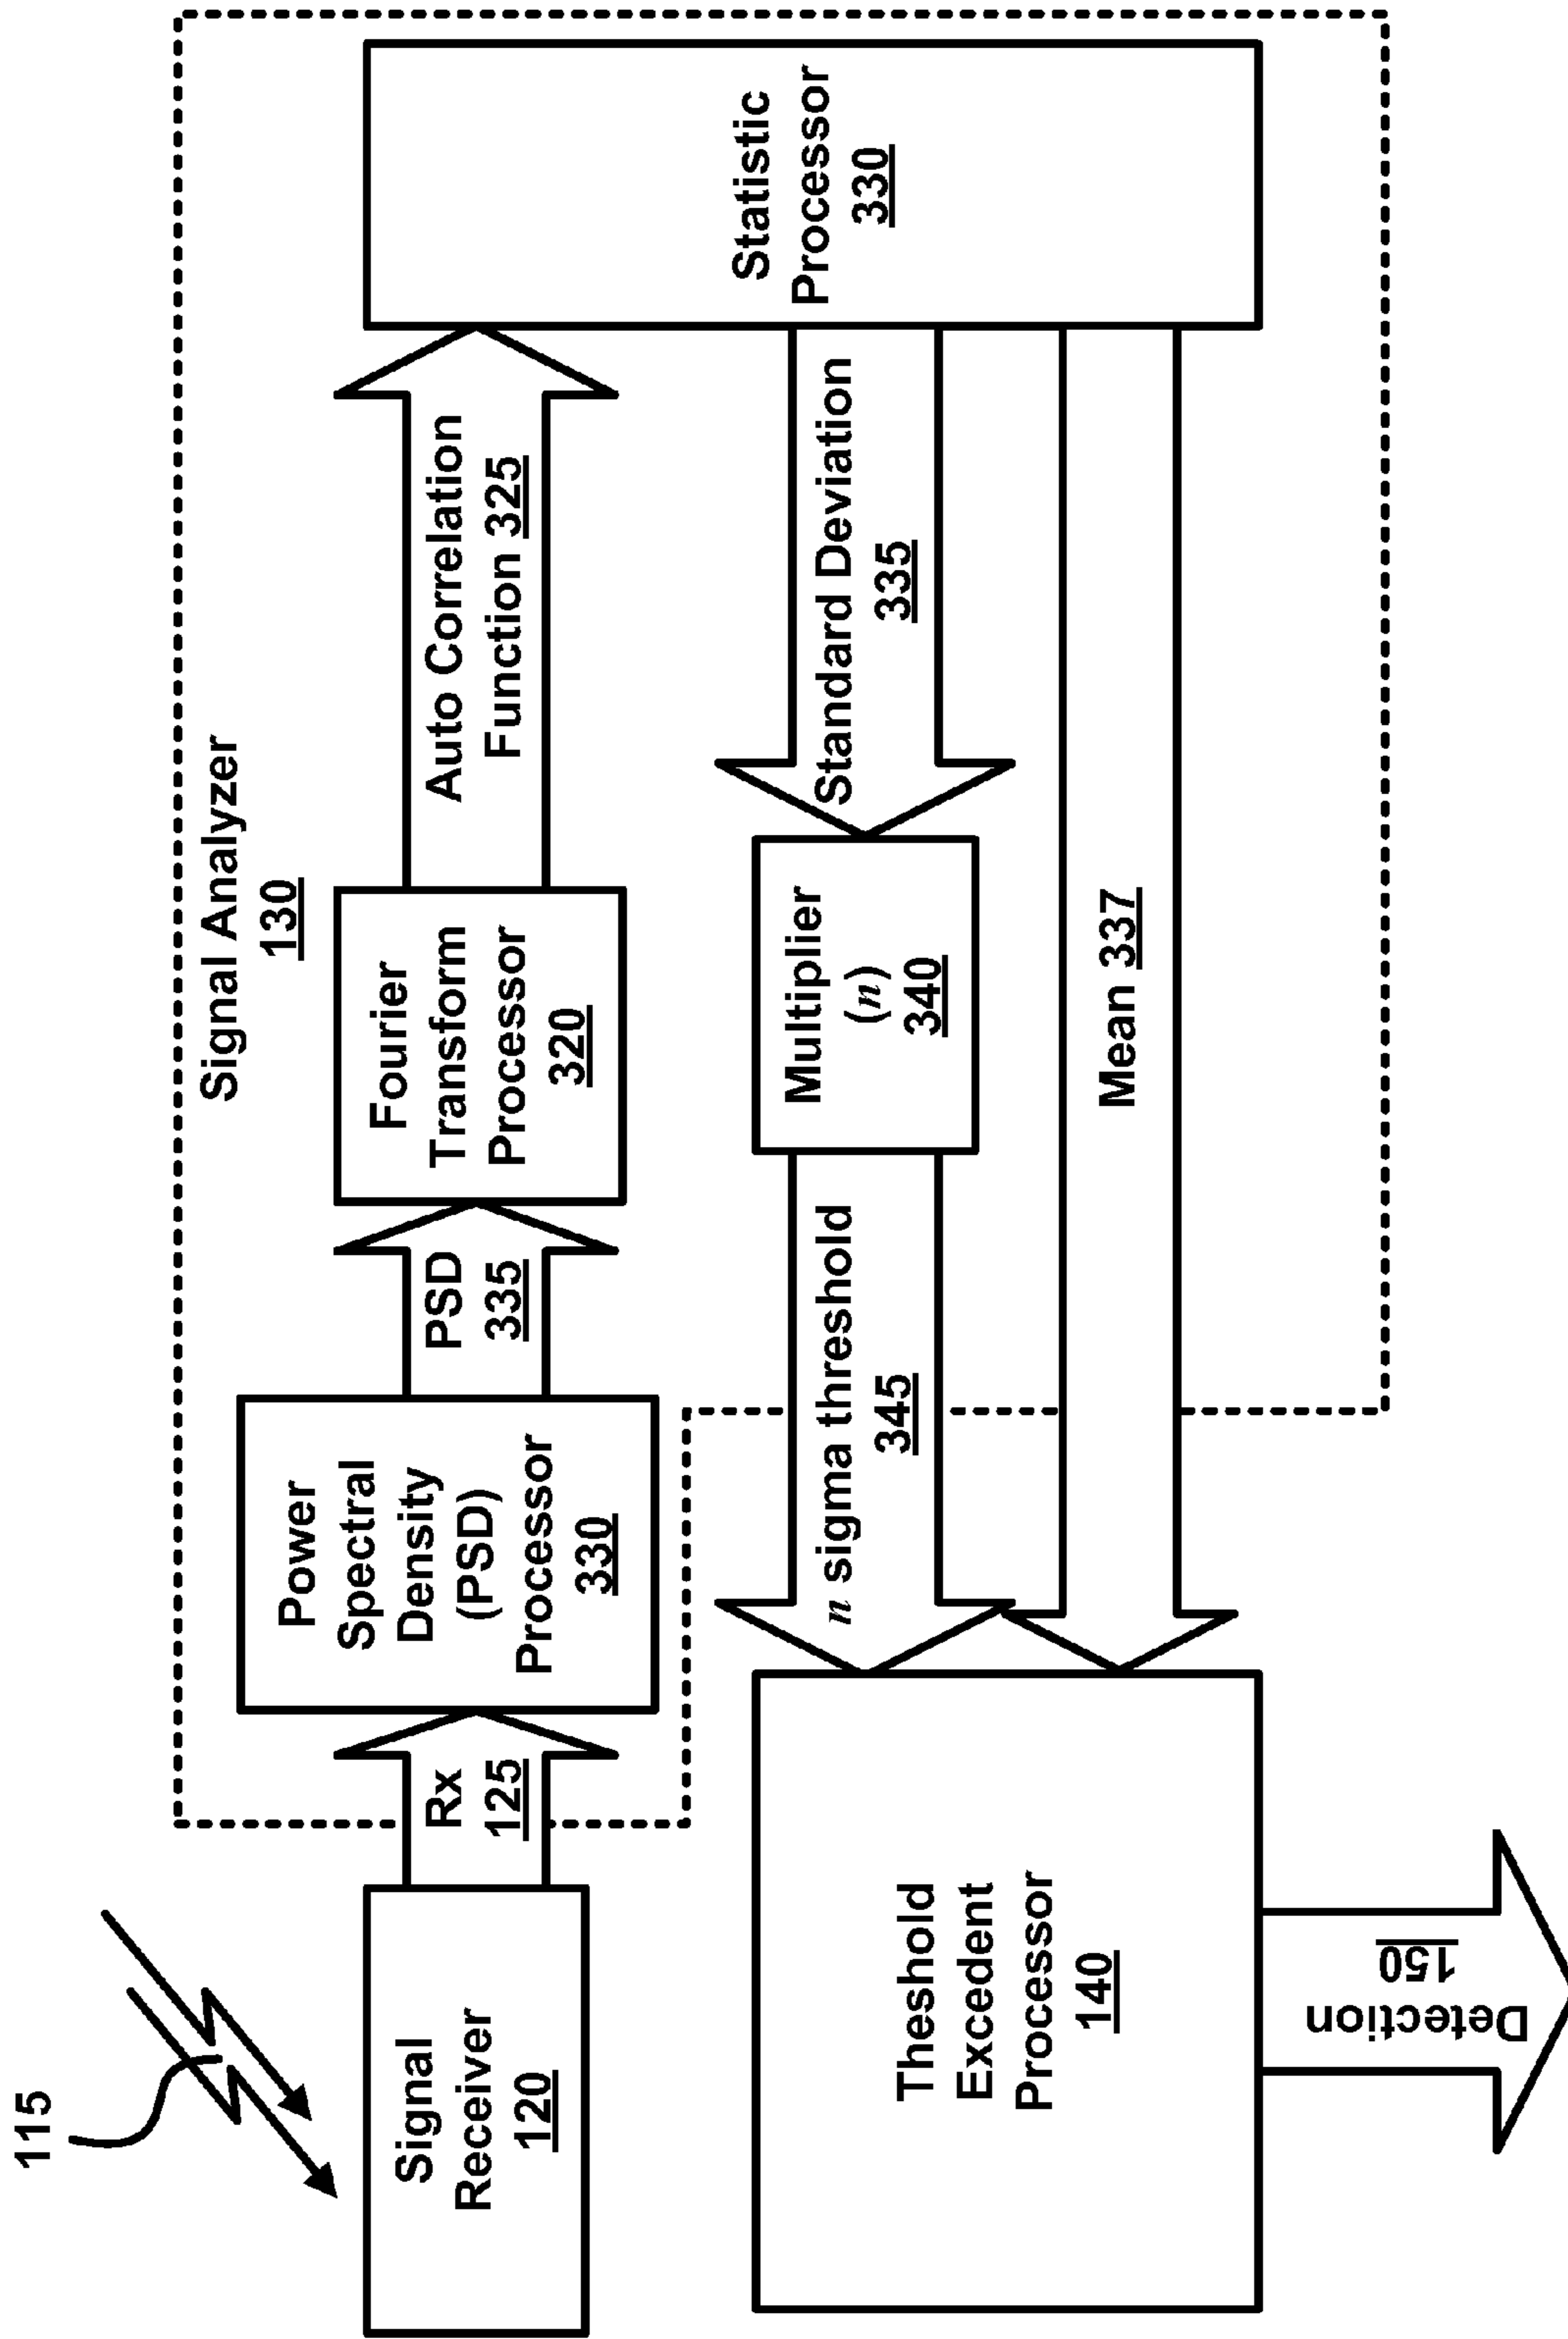 115
Signal Analyzer
130
Signal
Receiver
120
Rx
125
Power
Spectral
Density
(PSD)
Processor
330
PSD
335
Fourier
Transform
Processor
320
Auto Correlation
Function 325
Statistic
Processor
330
Standard Deviation
335
Multiplier
(n)
340
n sigma threshold
345
Mean 337
Theshold
Excedent
Processor
140
Detection
150